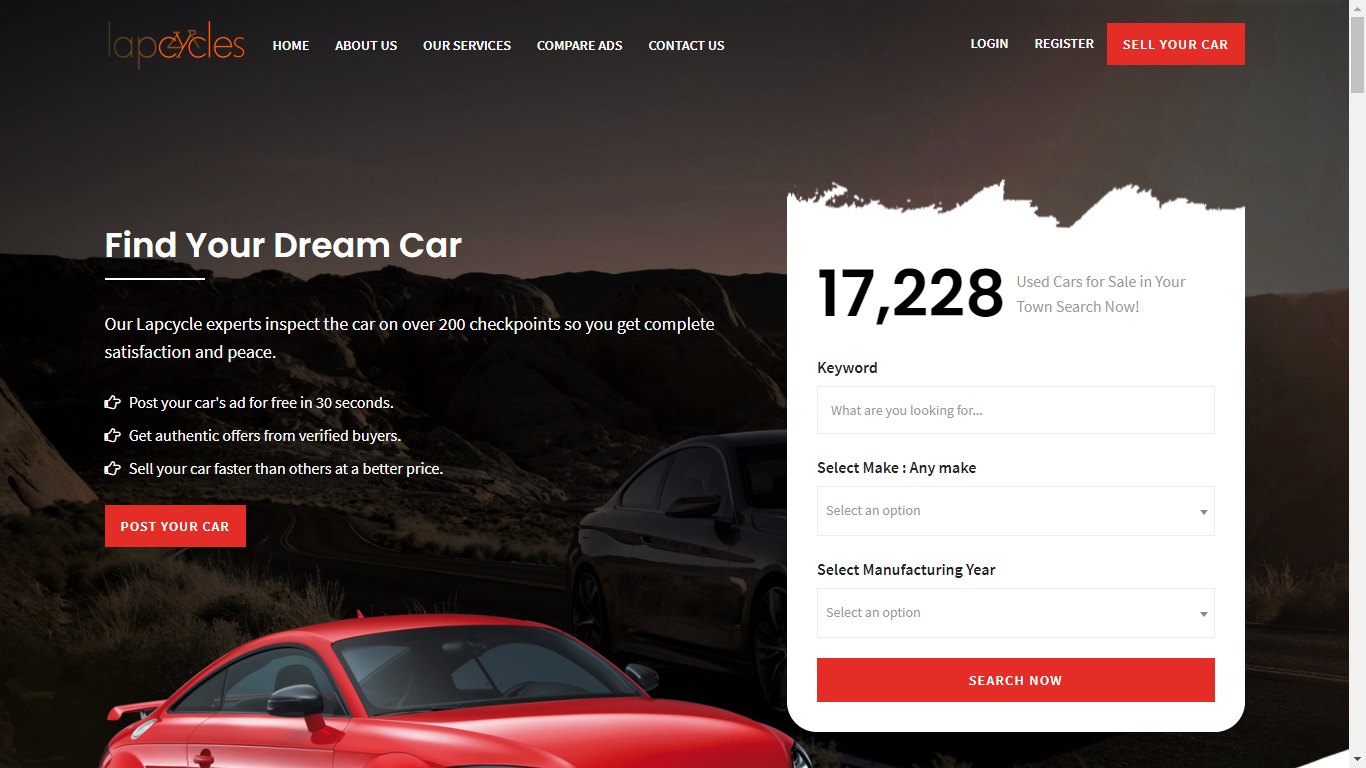 lapcycles
HOME
ABOUT US
OUR SERVICES
COMPARE ADS
CONTACT US
LOGIN
REGISTER
SELL YOUR CAR
Find Your Dream Car
Our Lapcycle experts inspect the car on over 200 checkpoints so you get complete
satisfaction and peace.
Post your car's ad for free in 30 seconds.
Get authentic offers from verified buyers.
Sell your car faster than others at a better price.
POST YOUR CAR
17,228
Used Cars for Sale in Your
Town Search Now!
Keyword
What are you looking for...
Select Make : Any make
Select an option
Select Manufacturing Year
Select an option
SEARCH NOW